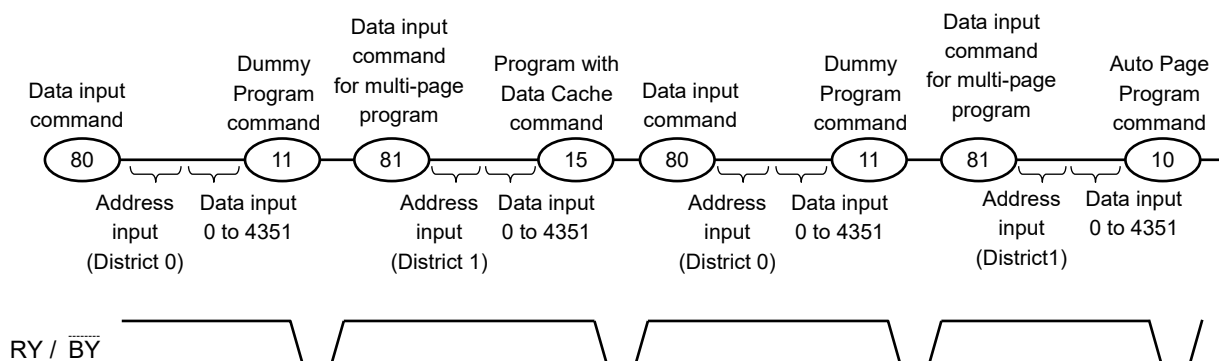 Data input
command
Dummy
Program
command
Data input
command
for multi-page
program
Program with
Data Cache
command
Data input
command
Dummy
Program
command
Data input
command
for multi-page
program
Auto Page
Program
command
80
11
81
15
80
11
81
10
Address
input
(District 0)
Data input
0 to 4351
Address
input
(District 1)
Data input
0 to 4351
Address
input
(District 0)
Data input
0 to 4351
Address
input
(District1)
Data input
0 to 4351
RY / BY